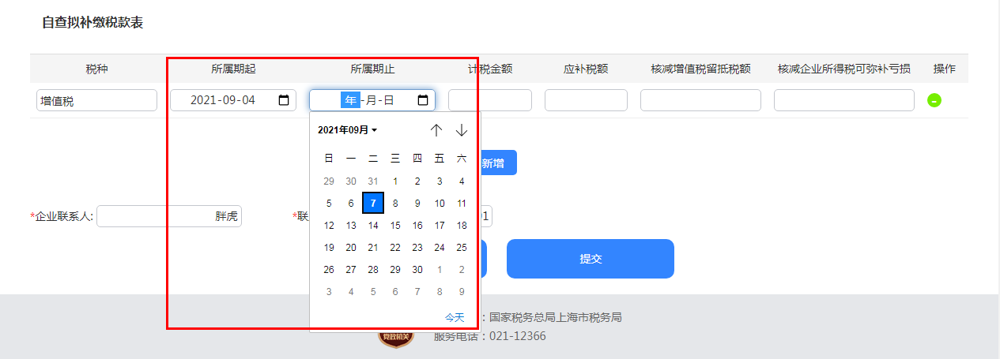 自查拟补缴税款表
税种 所属期起 所属期止 计税金额 应补税额 核减增值税留抵税额 核减企业所得税可弥补亏损 操作
增值税 2021-09-04 年-月-日
2021年09月
日 一 二 三 四 五 六
29 30 31 1 2 3 4
5 6 7 8 9 10 11
12 13 14 15 16 17 18
19 20 21 22 23 24 25
26 27 28 29 30 1 2
3 4 5 6 7 8 9
今天
新增
*企业联系人: 胖虎 *联 01
提交
：国家税务总局上海市税务局
服务电话：021-12366
党政机关